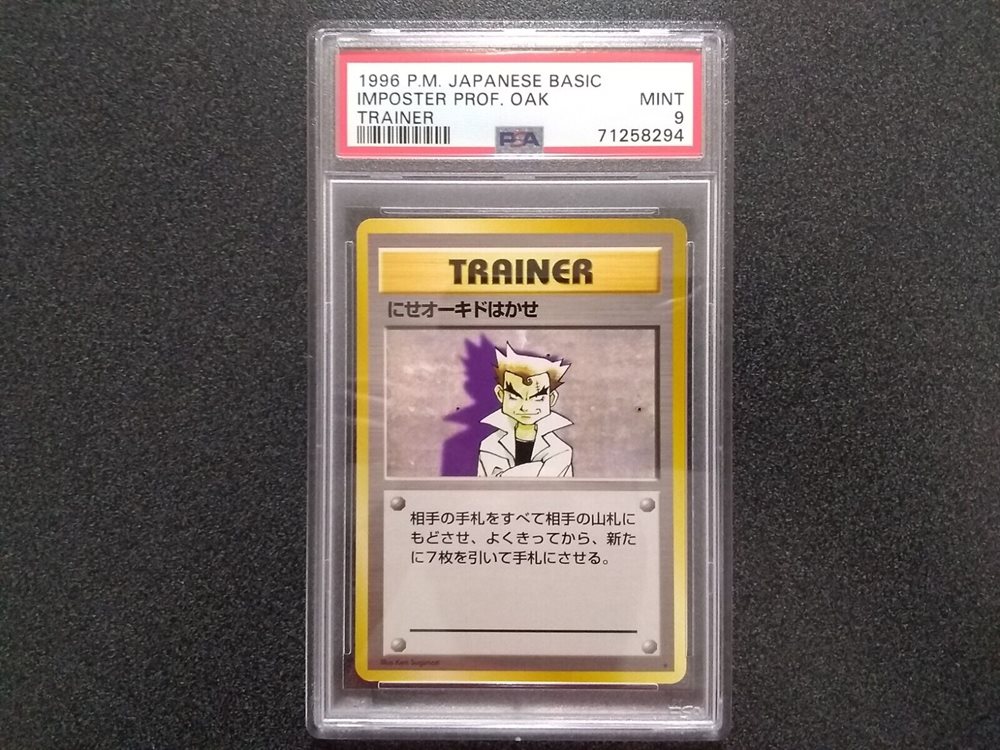 1996 P.M. JAPANESE BASIC
IMPOSTER PROF. OAK MINT
TRAINER 9
PSA 71258294
TRAINER
にせオーキドはかせ
相手の手札をすべて相手の山札に
もどさせ、よくきってから、新た
に7枚を引いて手札にさせる。
Illus. Ken Sugimori